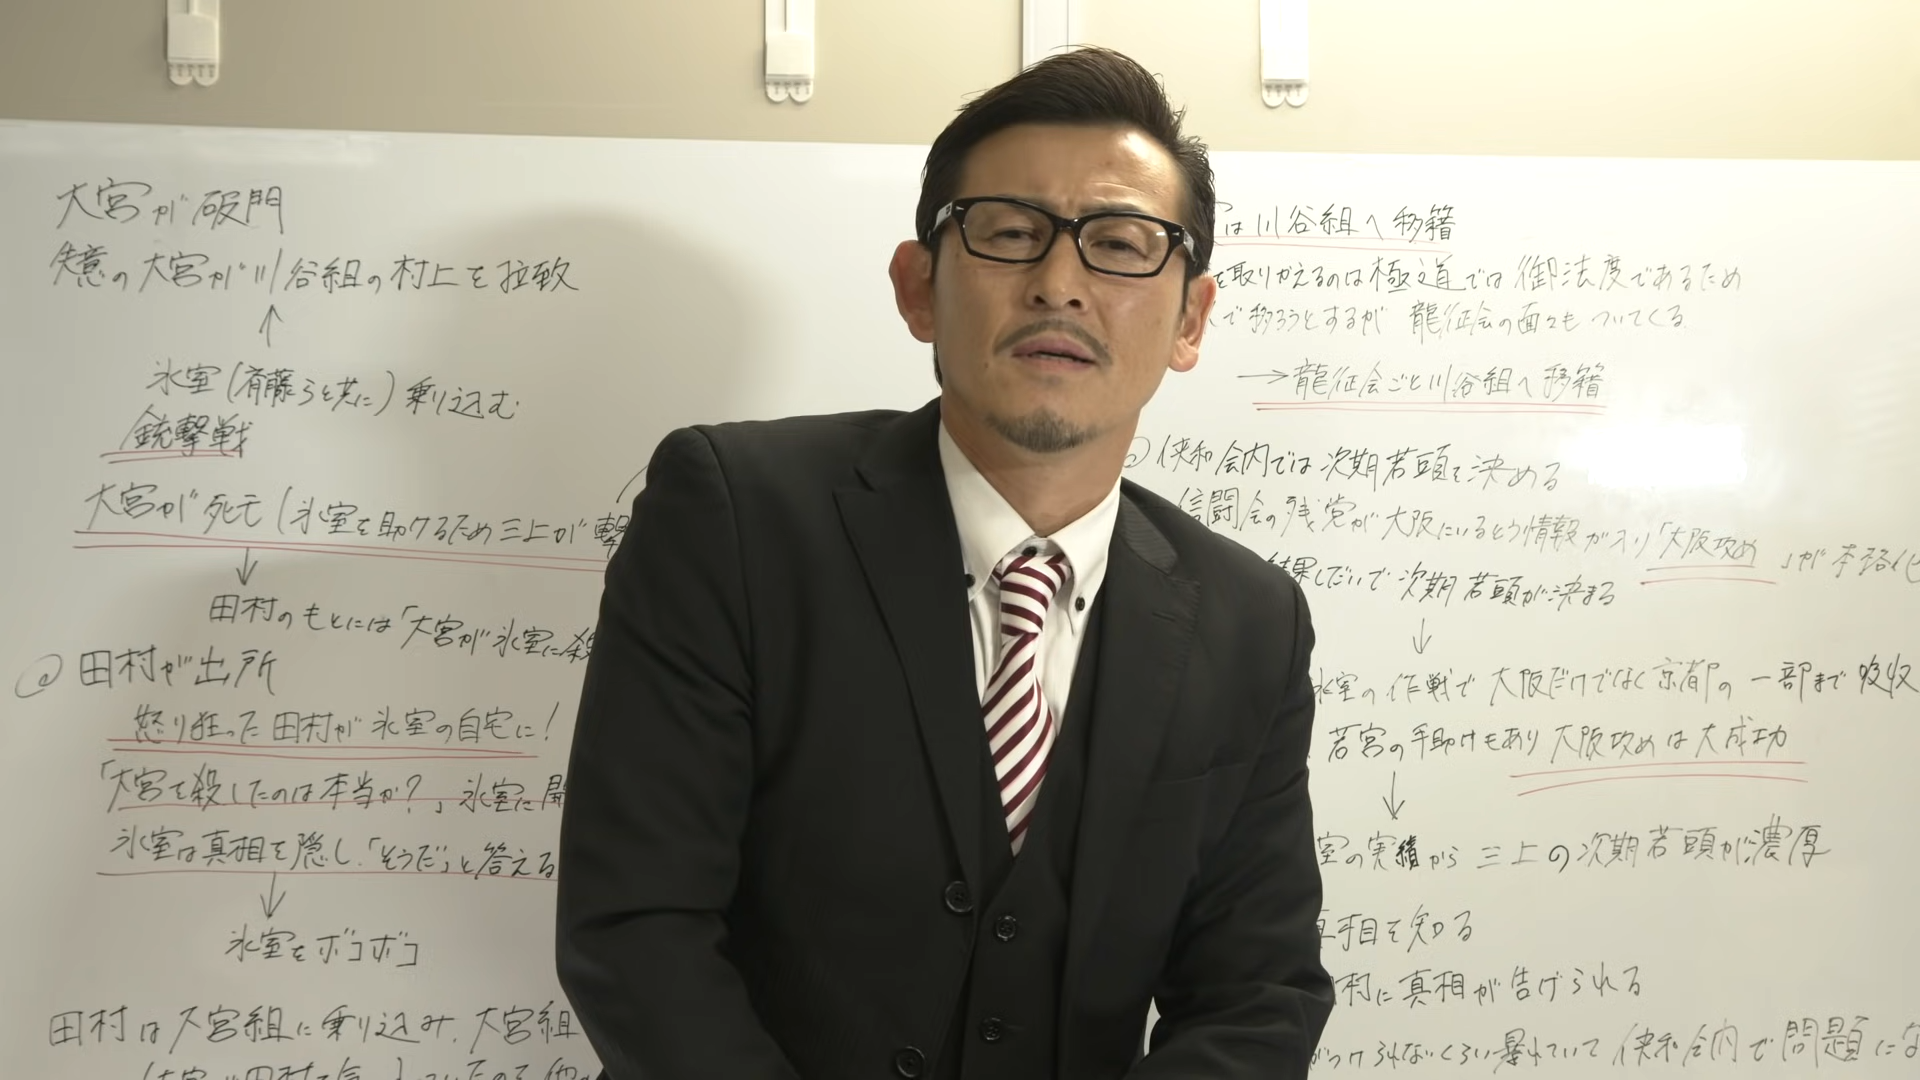 大宮が破門
失意の大宮が川谷組の村上を拉致
↑
氷室(斉藤らと共に)乗り込む
銃撃戦
大宮が死亡(氷室を助けるため三上が撃
↓
田村のもとには「大宮が氷室に殺
@田村が出所
怒り狂った田村が氷室の自宅に!
「大宮を殺したのは本当か?」氷室に聞
氷室は真相を隠し、「そうだ」と答える
↓
氷室をボコボコ
田村は大宮組に乗り込み、大宮組
は川谷組へ移籍
を取りかえるのは極道では御法度であるため
で移ろうとするが 龍征会の面々もついてくる
→龍征会ごと川谷組へ移籍
侠和会内では次期若頭を決める
信闘会の残党が大阪にいるとう情報が入り「大阪攻め」が本格化
結果しだいで次期若頭が決まる
↓
氷室の作戦で大阪だけではなく京都の一部まで吸収
若宮の手助けもあり大阪攻めは大成功
↓
室の実績から三上の次期若頭が濃厚
真相を知る
村に真相が告げられる
がつけられないくらい暴れていて侠和会内で問題にな